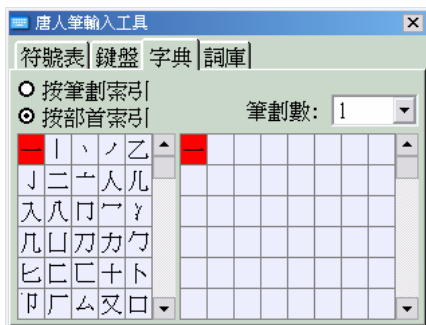 唐人筆輸入工具
符號表 鍵盤 字典 詞庫
按筆劃索引
按部首索引
筆劃數: 1
一 丨 丶 丿 乙 一
亅 二 亠 人 儿
入 八 冂 冖 冫
几 凵 刀 力 勹
匕 匚 匸 十 卜
卩 厂 厶 又 口